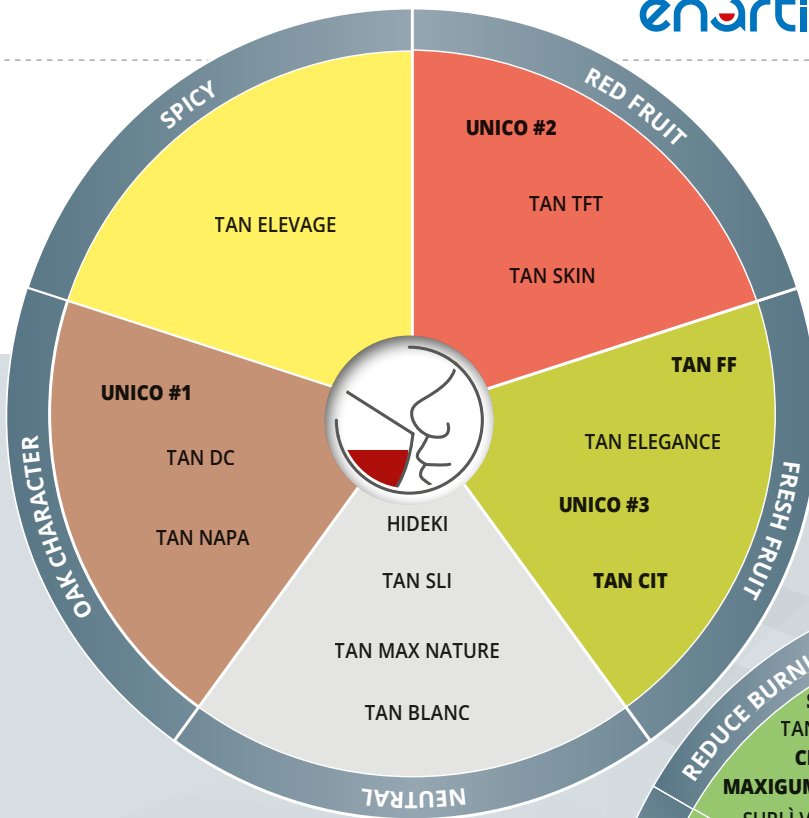 enarti
SPICY
RED FRUIT
UNICO #2
TAN TFT
TAN SKIN
TAN ELEVAGE
TAN FF
TAN ELEGANCE
UNICO #3
TAN CIT
FRESH FRUIT
OAK CHARACTER
UNICO #1
TAN DC
TAN NAPA
HIDEKI
TAN SLI
TAN MAX NATURE
TAN BLANC
NEUTRAL
REDUCE BURNI
TAN
MAXIGUM